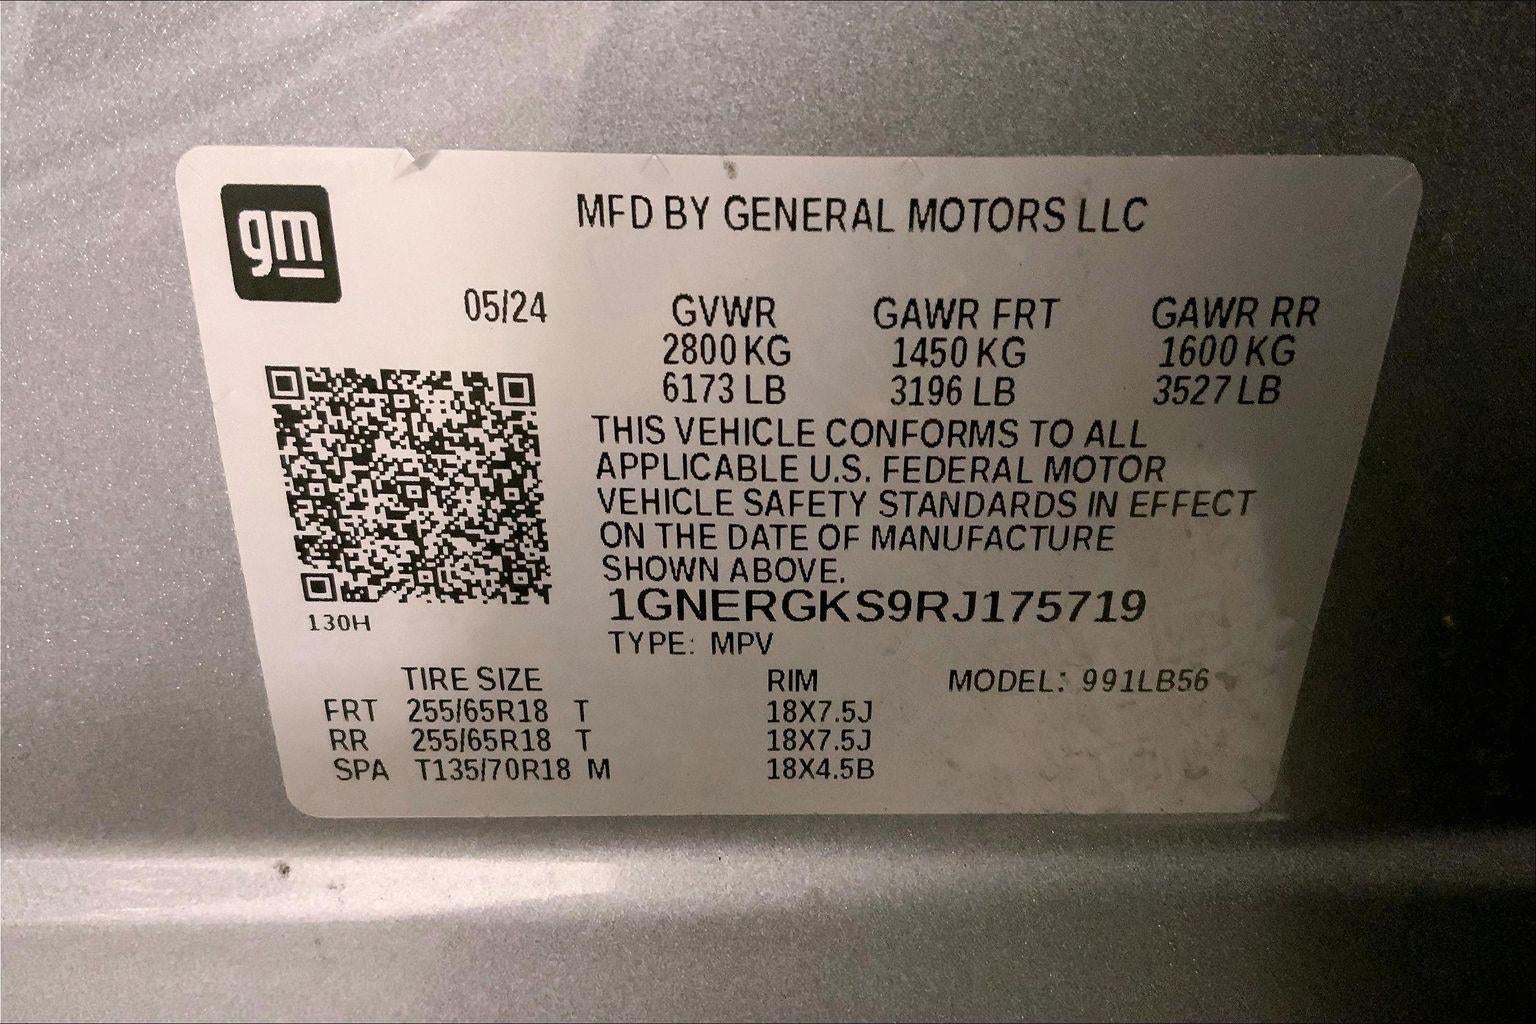 gm
MFD BY GENERAL MOTORS LLC
05/24
GVWR GAWR FRT GAWR RR
2800 KG 1450 KG 1600 KG
6173 LB 3196 LB 3527 LB
THIS VEHICLE CONFORMS TO ALL
APPLICABLE U.S. FEDERAL MOTOR
VEHICLE SAFETY STANDARDS IN EFFECT
ON THE DATE OF MANUFACTURE
SHOWN ABOVE.
1GNERGKS9RJ175719
130H
TYPE: MPV
TIRE SIZE RIM MODEL: 991LB56
FRT 255/65R18 T 18X7.5J
RR 255/65R18 T 18X7.5J
SPA T135/70R18 M 18X4.5B